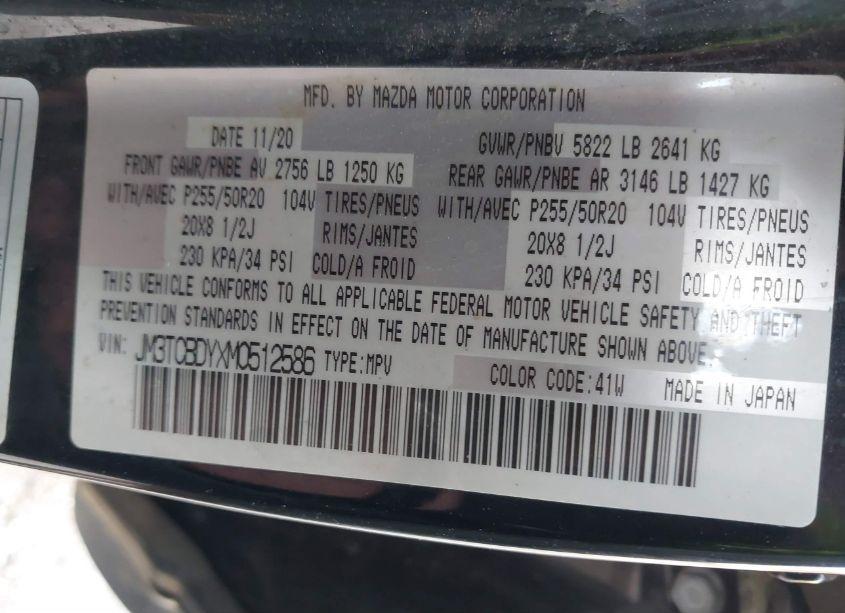 MFD. BY MAZDA MOTOR CORPORATION
DATE 11/20 GVWR/PNBV 5822 LB 2641 KG
FRONT GAWR/PNBE AV 2756 LB 1250 KG REAR GAWR/PNBE AR 3146 LB 1427 KG
WITH/AVEC P255/50R20 104V TIRES/PNEUS WITH/AVEC P255/50R20 104V TIRES/PNEUS
20X8 1/2J RIMS/JANTES 20X8 1/2J RIMS/JANTES
230 KPA/34 PSI COLD/A FROID 230 KPA/34 PSI COLD/A FROID
THIS VEHICLE CONFORMS TO ALL APPLICABLE FEDERAL MOTOR VEHICLE SAFETY AND THEFT
PREVENTION STANDARDS IN EFFECT ON THE DATE OF MANUFACTURE SHOWN ABOVE.
VIN: JM3TCBDYXM0512586 TYPE:MPV COLOR CODE:41W MADE IN JAPAN